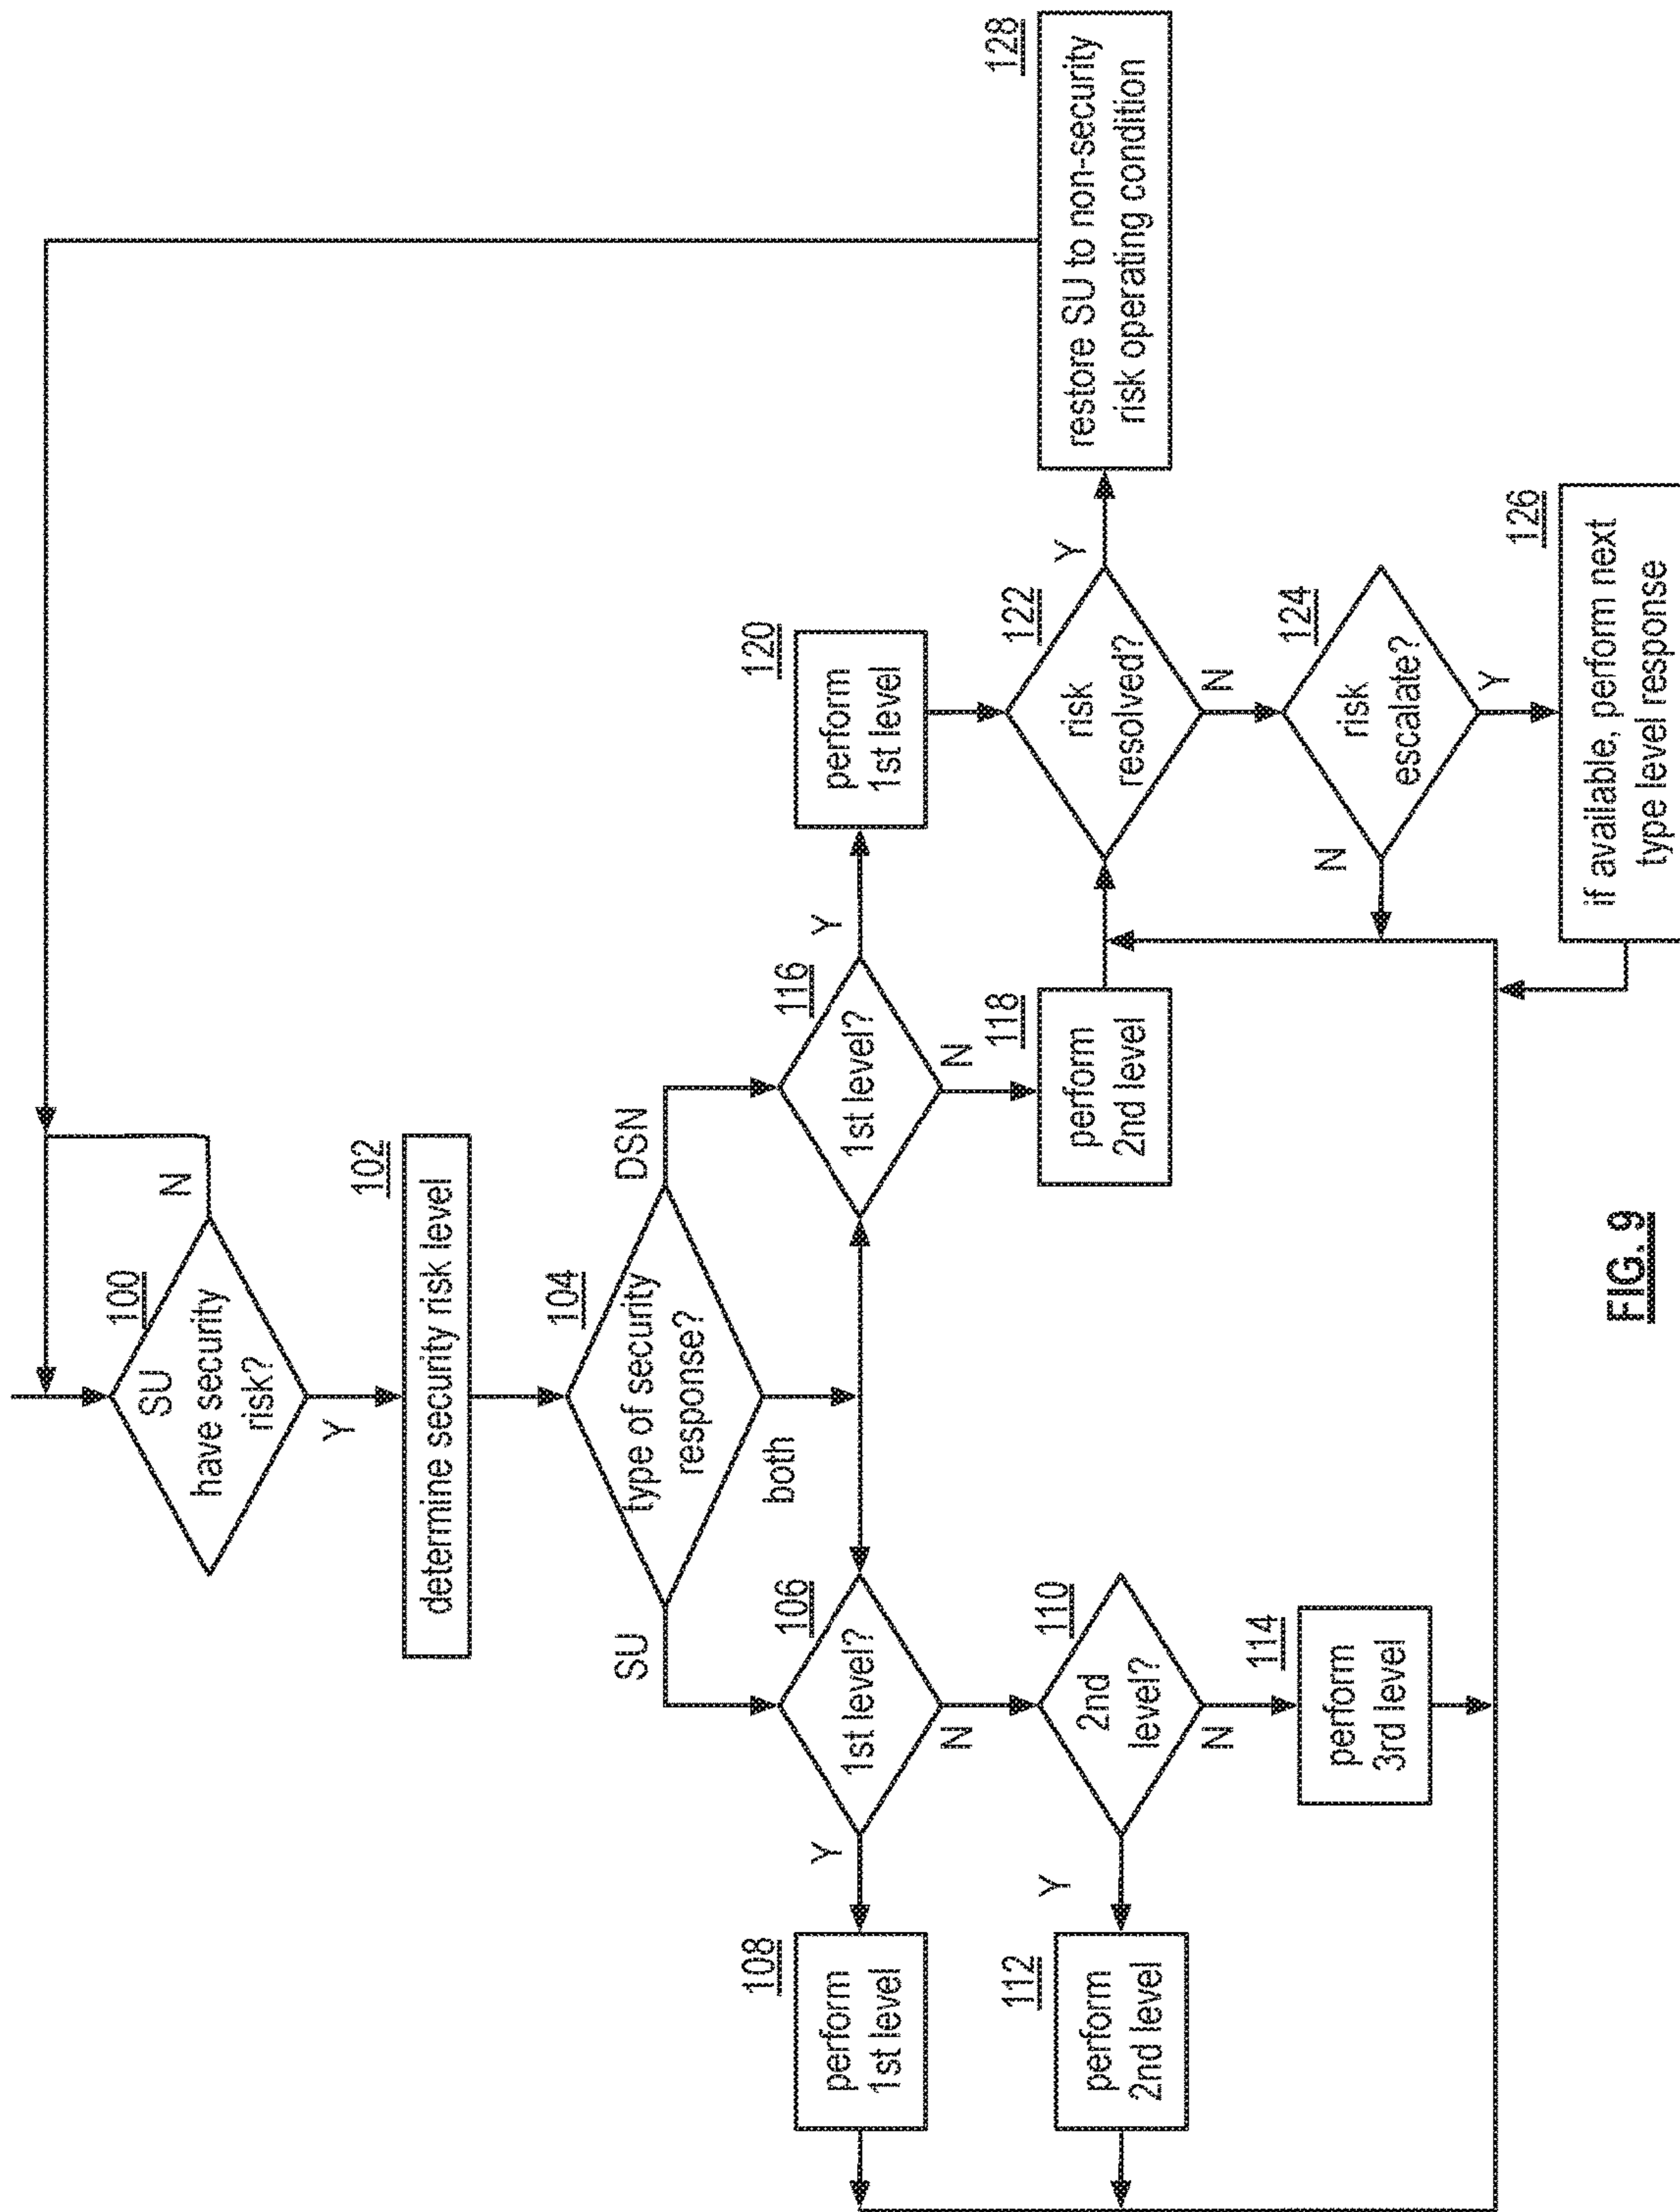 100
SU
have security
risk?
N
Y
102
determine security risk level
104
type of security
response?
SU
DSN
both
106
1st level?
Y
N
108
perform
1st level
110
2nd
level?
Y
N
112
perform
2nd level
114
perform
3rd level
116
1st level?
Y
N
118
perform
2nd level
120
perform
1st level
122
risk
resolved?
Y
N
124
risk
escalate?
N
Y
126
if available, perform next
type level response
128
restore SU to non-security
risk operating condition
FIG. 9